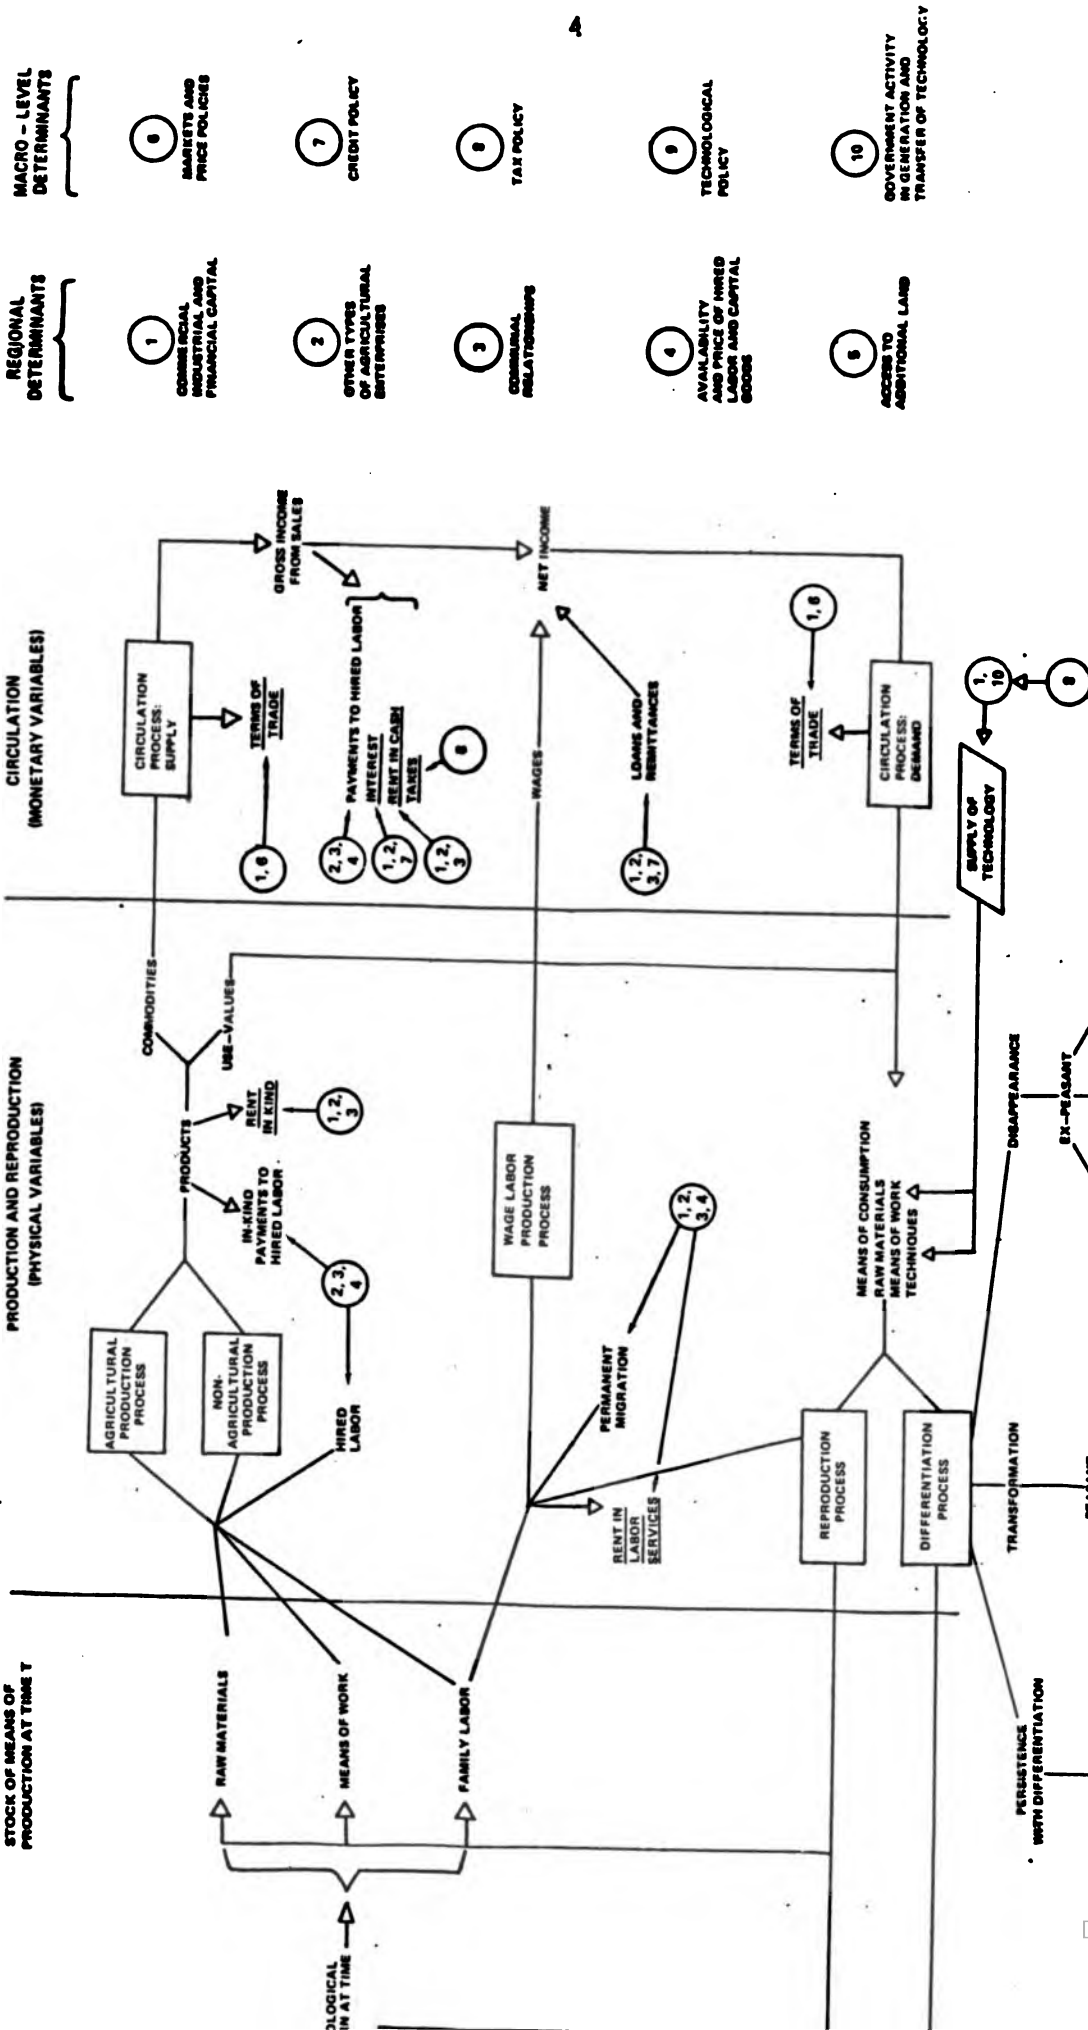 STOCK OF MEANS OF
PRODUCTION AT TIME T
PRODUCTION AND REPRODUCTION
(PHYSICAL VARIABLES)
CIRCULATION
(MONETARY VARIABLES)
REGIONAL
DETERMINANTS
MACRO – LEVEL
DETERMINANTS
1
COMMERCIAL
INDUSTRIAL AND
FINANCIAL CAPITAL
6
MARKETS AND
PRICE POLICIES
2
OTHER TYPES
OF AGRICULTURAL
ENTERPRISES
7
CREDIT POLICY
3
COMMUNAL
RELATIONSHIPS
8
TAX POLICY
4
AVAILABILITY
AND PRICE OF HIRED
LABOR AND CAPITAL
GOODS
9
TECHNOLOGICAL
POLICY
5
ACCESS TO
ADDITIONAL LAND
10
GOVERNMENT ACTIVITY
IN GENERATION AND
TRANSFER OF TECHNOLOGY
AGRICULTURAL
PRODUCTION
PROCESS
NON-
AGRICULTURAL
PRODUCTION
PROCESS
HIRED
LABOR
2, 3,
4
IN-KIND
PAYMENTS TO
HIRED LABOR
PRODUCTS
RENT
IN KIND
1, 2,
3
COMMODITIES
USE-VALUES
CIRCULATION
PROCESS:
SUPPLY
TERMS OF
TRADE
1, 6
GROSS INCOME
FROM SALES
PAYMENTS TO HIRED LABOR
INTEREST
RENT IN CASH
TAXES
2, 3,
4
1, 2,
7
1, 2,
3
8
RAW MATERIALS
MEANS OF WORK
FAMILY LABOR
OLOGICAL
IN AT TIME
WAGE LABOR
PRODUCTION
PROCESS
WAGES
NET INCOME
LOANS AND
REMITTANCES
1, 2,
3, 7
PERMANENT
MIGRATION
1, 2,
3, 4
RENT IN
LABOR
SERVICES
REPRODUCTION
PROCESS
DIFFERENTIATION
PROCESS
MEANS OF CONSUMPTION
RAW MATERIALS
MEANS OF WORK
TECHNIQUES
TERMS OF
TRADE
1, 6
CIRCULATION
PROCESS:
DEMAND
SUPPLY OF
TECHNOLOGY
1,
10
PERSISTENCE
WITH DIFFERENTIATION
TRANSFORMATION
DISAPPEARANCE
EX-PEASANT